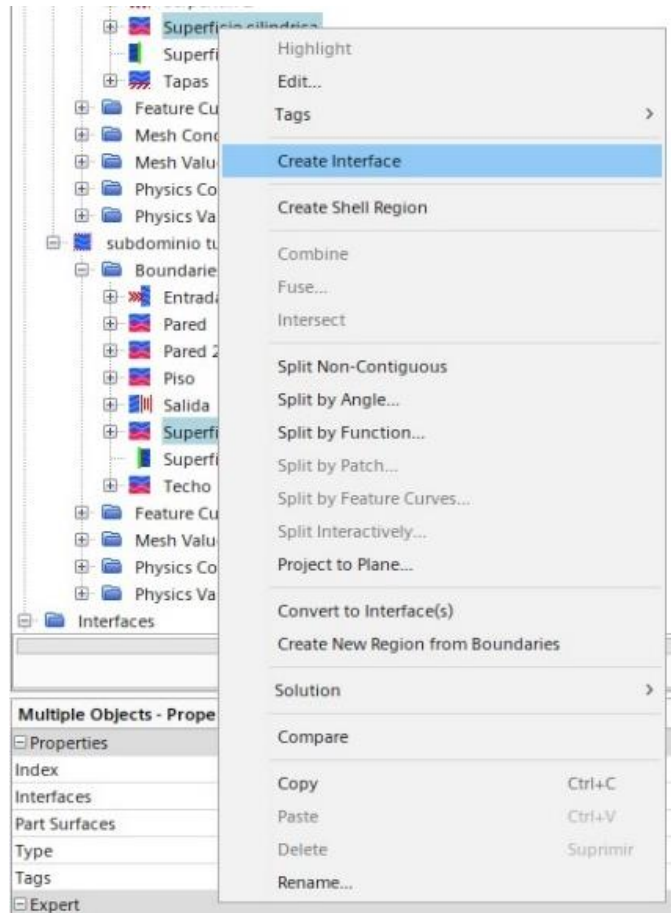 Superficie cilindrica
Superfi
Tapas
Feature Cu
Mesh Conc
Mesh Valu
Physics Co
Physics Va
subdominio tu
Boundarie
Entrada
Pared
Pared 2
Piso
Salida
Superfi
Superfi
Techo
Feature Cu
Mesh Valu
Physics Co
Physics Va
Interfaces
Highlight
Edit...
Tags
Create Interface
Create Shell Region
Combine
Fuse...
Intersect
Split Non-Contiguous
Split by Angle...
Split by Function...
Split by Patch...
Split by Feature Curves...
Split Interactively...
Project to Plane...
Convert to Interface(s)
Create New Region from Boundaries
Solution
Compare
Copy Ctrl+C
Paste Ctrl+V
Delete Suprimir
Rename...
Multiple Objects - Prope
Properties
Index
Interfaces
Part Surfaces
Type
Tags
Expert